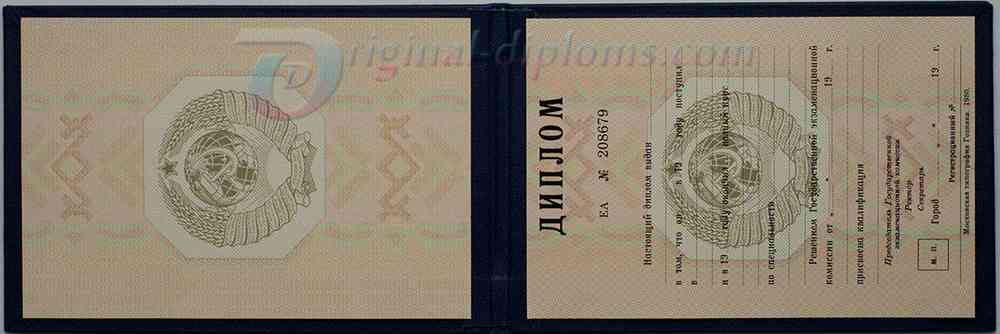 Original-diploms.com
ДИПЛОМ
ЕА № 208679
Настоящий диплом выдан
в том, что он в 19 году поступил
в
и в 19 году окончил полный курс
по специальности
Решением Государственной экзаменационной
комиссии от „ “ 19 г.
присвоена квалификация
Председатель Государственной
экзаменационной комиссии
Ректор
Секретарь
М. П. Город „ “ 19 г.
Регистрационный №
Московская типография Гознака. 1980.